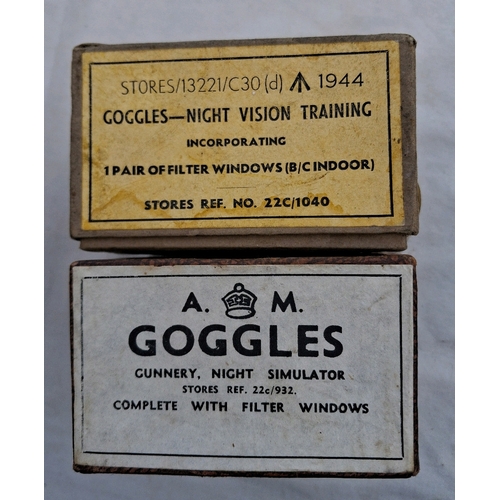 STORES/13221/C30(d) 1944
GOGGLES—NIGHT VISION TRAINING
INCORPORATING
1 PAIR OF FILTER WINDOWS (B/C INDOOR)
STORES REF. NO. 22C/1040
A. M.
GOGGLES
GUNNERY, NIGHT SIMULATOR
STORES REF. 22c/932.
COMPLETE WITH FILTER WINDOWS